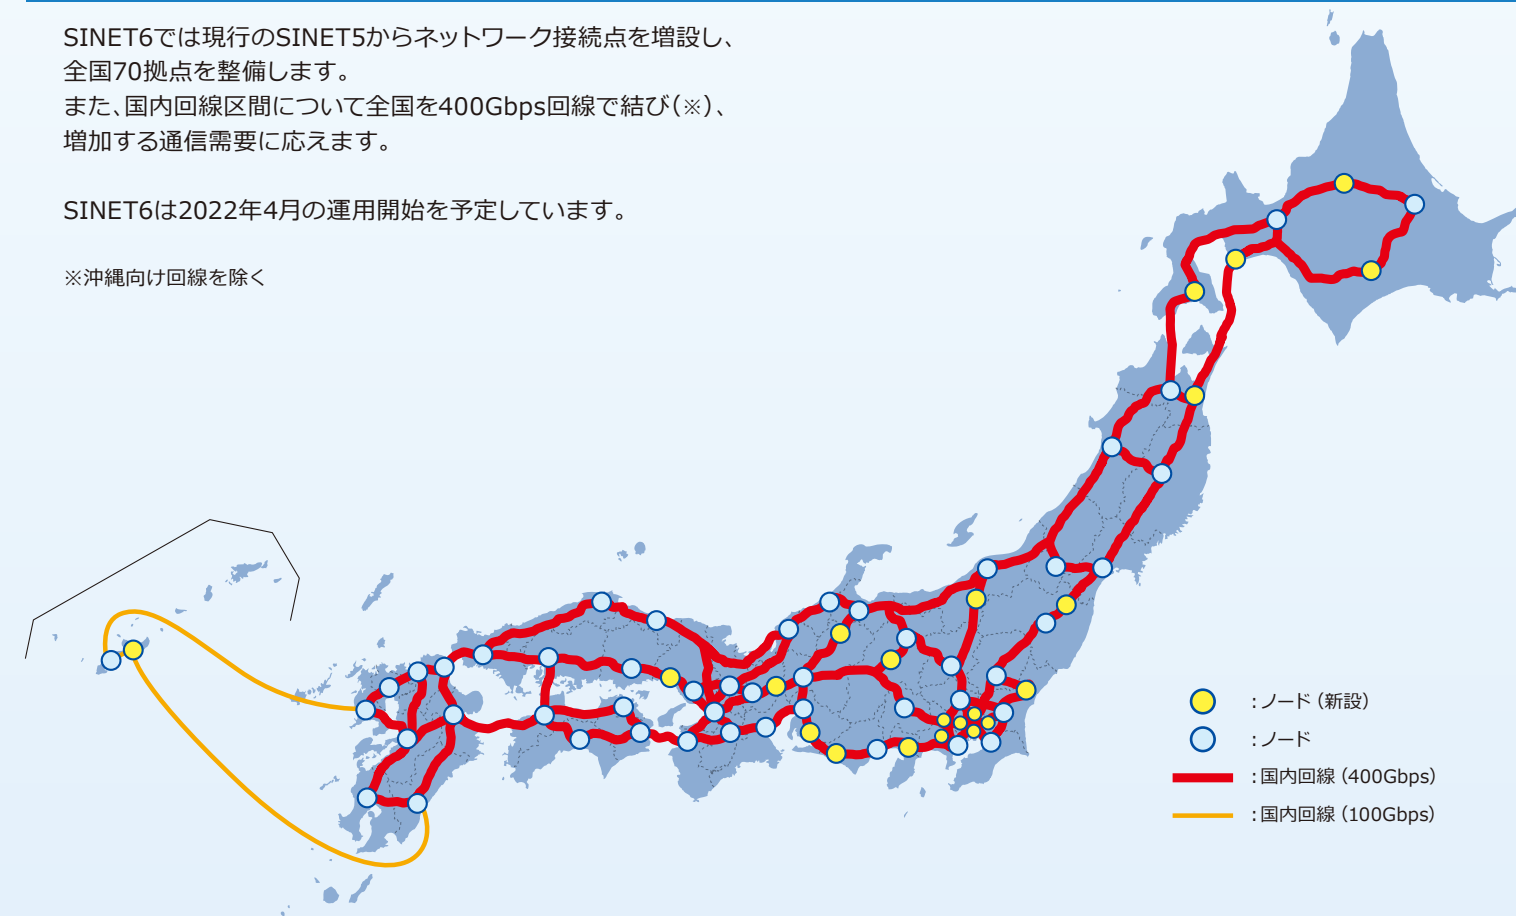 SINET6では現行のSINET5からネットワーク接続点を増設し、
全国70拠点を整備します。
また、国内回線区間について全国を400Gbps回線で結び(※)、
増加する通信需要に応えます。
SINET6は2022年4月の運用開始を予定しています。
※沖縄向け回線を除く
：ノード（新設）
：ノード
：国内回線（400Gbps）
：国内回線（100Gbps）